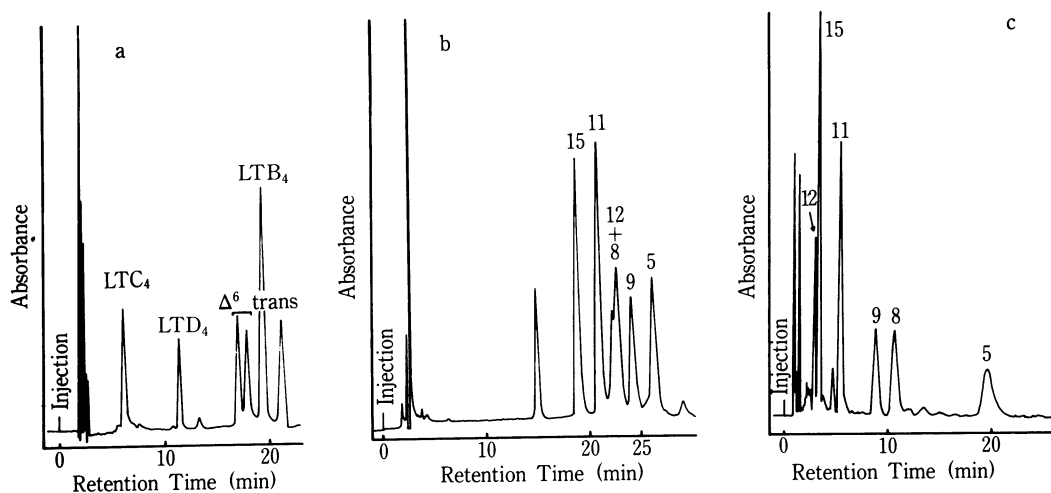 a
Absorbance
Injection
LTC₄
LTD₄
Δ⁶ trans
LTB₄
0
10
20
Retention Time (min)
b
Absorbance
Injection
15
11
12
+
8
9
5
0
10
20
25
Retention Time (min)
c
Absorbance
Injection
12
15
11
9
8
5
0
10
20
Retention Time (min)